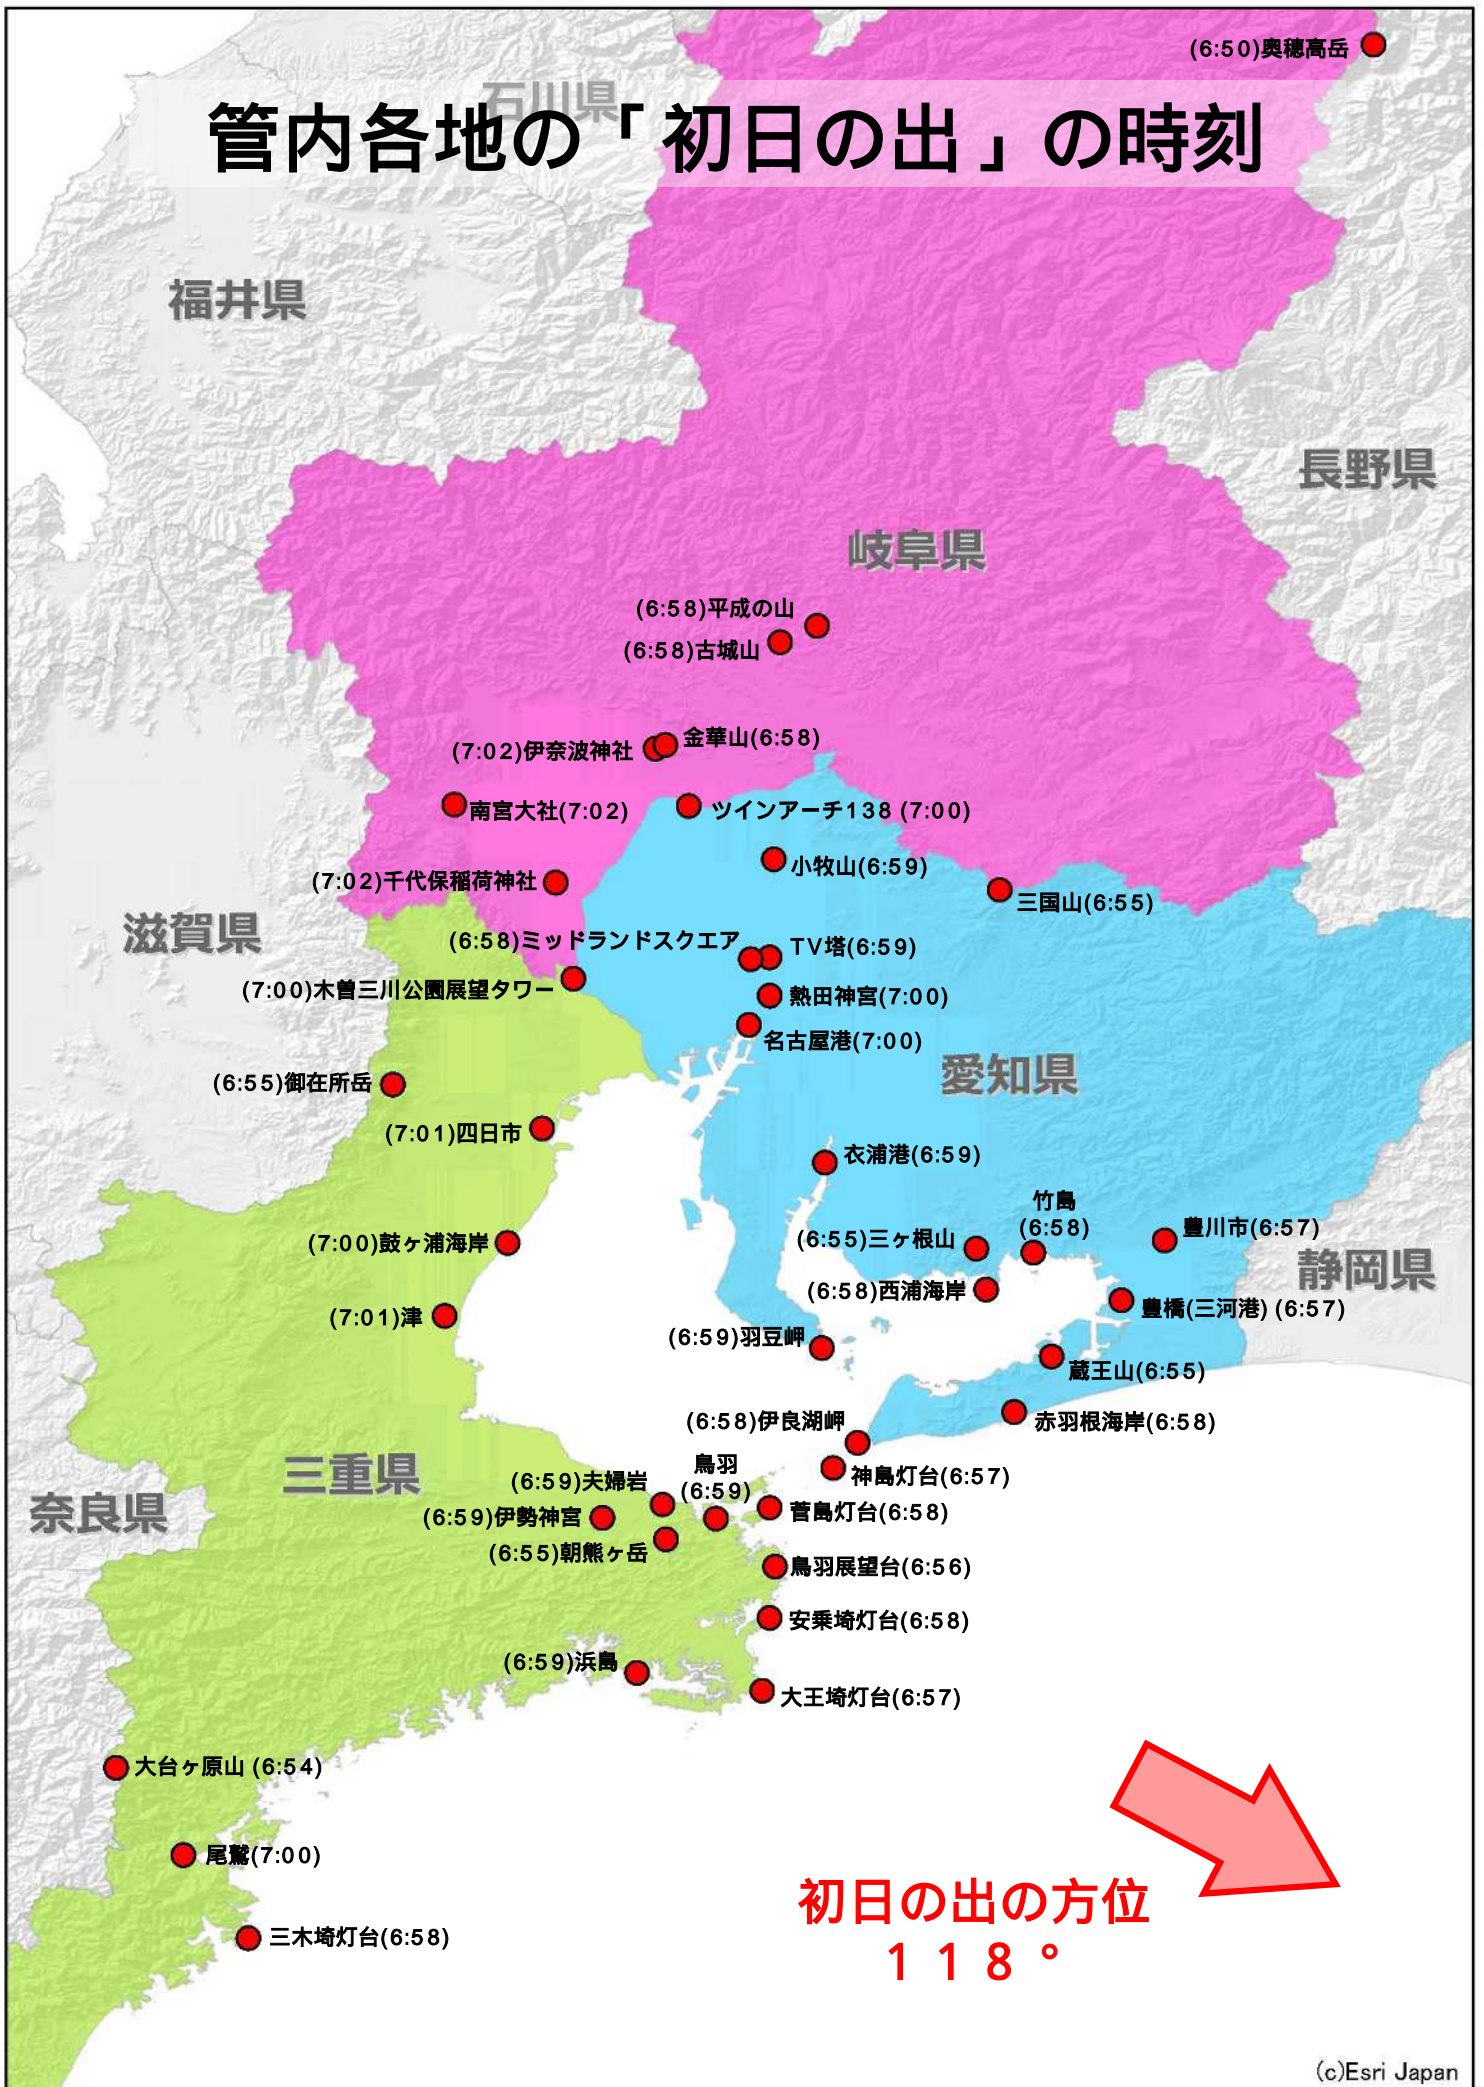 (6:50)奥穂高岳
石川県
管内各地の「初日の出」の時刻
福井県
長野県
岐阜県
(6:58)平成の山
(6:58)古城山
金華山(6:58)
(7:02)伊奈波神社
南宮大社(7:02)
ツインアーチ138 (7:00)
小牧山(6:59)
(7:02)千代保稲荷神社
三国山(6:55)
滋賀県
(6:58)ミッドランドスクエア
TV塔(6:59)
(7:00)木曽三川公園展望タワー
熱田神宮(7:00)
名古屋港(7:00)
愛知県
(6:55)御在所岳
(7:01)四日市
衣浦港(6:59)
竹島
(6:58)
豊川市(6:57)
(7:00)鼓ヶ浦海岸
(6:55)三ヶ根山
静岡県
(6:58)西浦海岸
豊橋(三河港) (6:57)
(7:01)津
(6:59)羽豆岬
蔵王山(6:55)
(6:58)伊良湖岬
赤羽根海岸(6:58)
三重県
鳥羽
(6:59)
神島灯台(6:57)
(6:59)夫婦岩
奈良県
(6:59)伊勢神宮
菅島灯台(6:58)
(6:55)朝熊ヶ岳
鳥羽展望台(6:56)
安乗埼灯台(6:58)
(6:59)浜島
大王埼灯台(6:57)
大台ヶ原山 (6:54)
尾鷲(7:00)
初日の出の方位
118°
三木埼灯台(6:58)
(c)Esri Japan